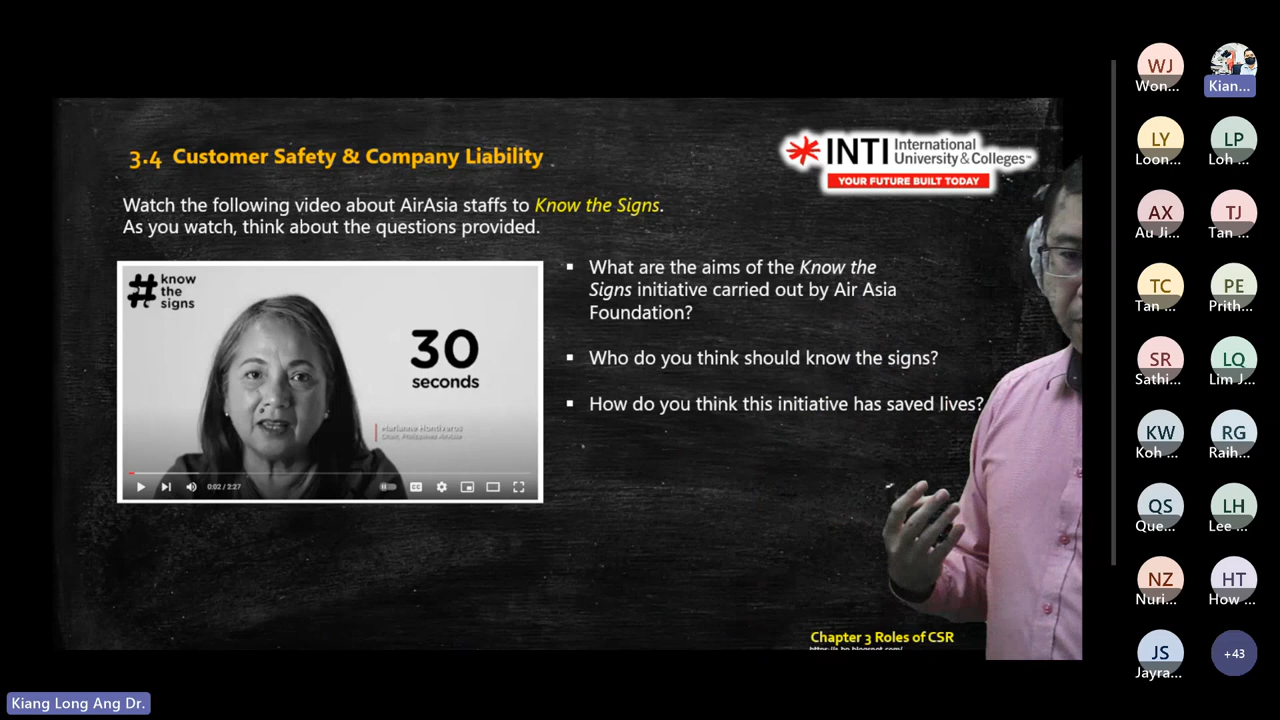 3.4 Customer Safety & Company Liability
INTI International
University & Colleges
YOUR FUTURE BUILT TODAY
Watch the following video about AirAsia staffs to Know the Signs.
As you watch, think about the questions provided.
#know
the
signs
30
seconds
Marianne Hontiveros
0:02 / 2:27
▪ What are the aims of the Know the
Signs initiative carried out by Air Asia
Foundation?
▪ Who do you think should know the signs?
▪ How do you think this initiative has saved lives?
Chapter 3 Roles of CSR
Kiang Long Ang Dr.
WJ
Won...
Kian...
LY
Loon...
LP
Loh ...
AX
Au Ji...
TJ
Tan ...
TC
Tan ...
PE
Prith...
SR
Sathi...
LQ
Lim J...
KW
Koh ...
RG
Raih...
QS
Que...
LH
Lee ...
NZ
Nuri...
HT
How ...
JS
Jayra...
+43